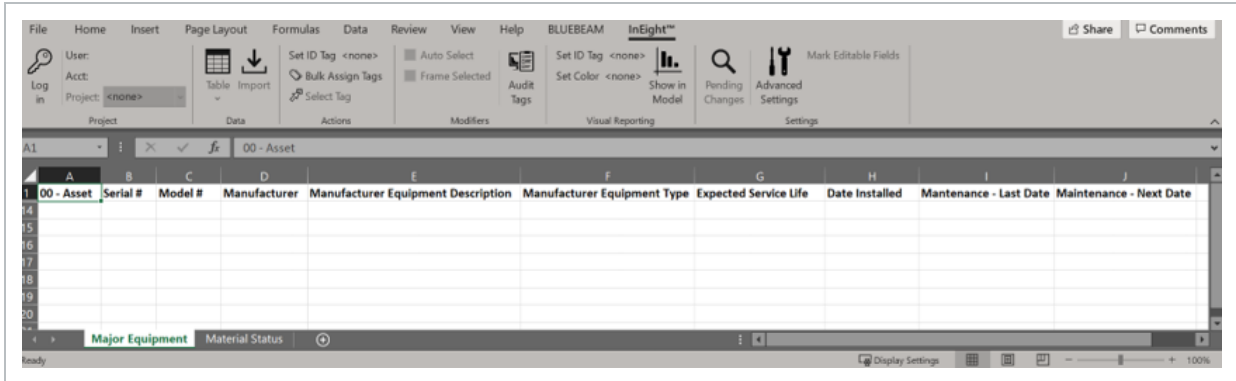 File Home Insert Page Layout Formulas Data Review View Help BLUEBEAM InEight™ Share Comments
User: Set ID Tag <none> Auto Select Set ID Tag <none> Mark Editable Fields
Acct: Bulk Assign Tags Frame Selected Set Color <none>
Log in Project: <none> Table Import Select Tag Audit Tags Show in Model Pending Changes Advanced Settings
Project Data Actions Modifiers Visual Reporting Settings
A1 fx 00 - Asset
A B C D E F G H I J
1 00 - Asset Serial # Model # Manufacturer Manufacturer Equipment Description Manufacturer Equipment Type Expected Service Life Date Installed Mantenance - Last Date Maintenance - Next Date
14
15
16
17
18
19
20
Major Equipment Material Status
Ready Display Settings 100%